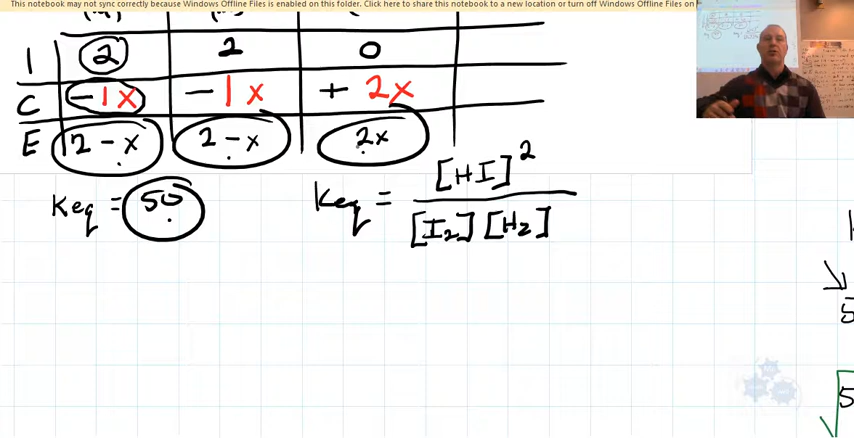 This notebook may not sync correctly because Windows Offline Files is enabled on this folder. Click here to share this notebook to a new location or turn off Windows Offline Files on
I 2 2 0
C -1x -1x + 2x
E 2 - x 2 - x 2x
Keq = 50
Keq = [HI]²
[I₂] [H₂]
5
√5